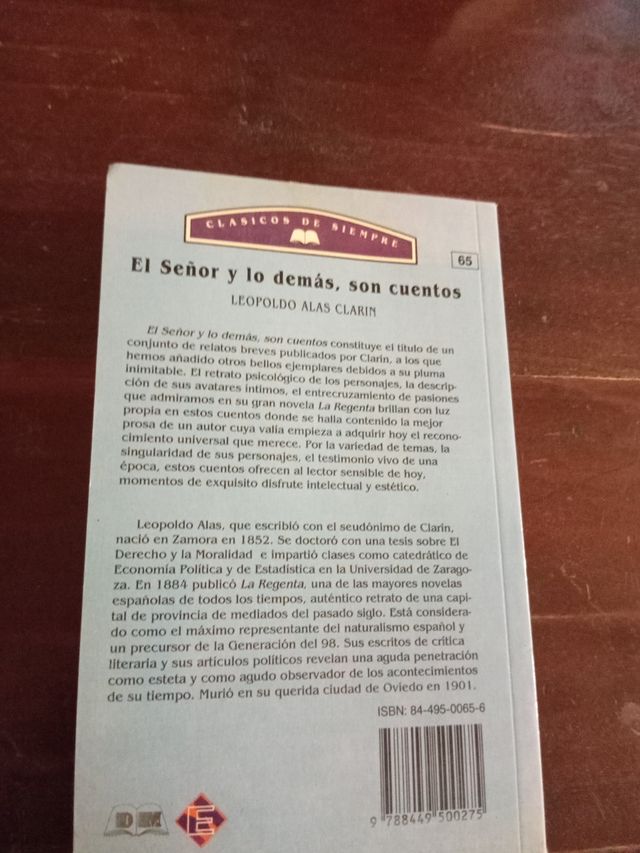 CLASICOS DE SIEMPRE
65
El Señor y lo demás, son cuentos
LEOPOLDO ALAS CLARIN
El Señor y lo demás, son cuentos constituye el título de un
conjunto de relatos breves publicados por Clarin, a los que
hemos añadido otros bellos ejemplares debidos a su pluma
inimitable. El retrato psicológico de los personajes, la descrip-
ción de sus avatares íntimos, el entrecruzamiento de pasiones
que admiramos en su gran novela La Regenta brillan con luz
propia en estos cuentos donde se halla contenido la mejor
prosa de un autor cuya valía empieza a adquirir hoy el recono-
cimiento universal que merece. Por la variedad de temas, la
singularidad de sus personajes, el testimonio vivo de una
época, estos cuentos ofrecen al lector sensible de hoy,
momentos de exquisito disfrute intelectual y estético.
Leopoldo Alas, que escribió con el seudónimo de Clarin,
nació en Zamora en 1852. Se doctoró con una tesis sobre El
Derecho y la Moralidad e impartió clases como catedrático de
Economía Política y de Estadística en la Universidad de Zarago-
za. En 1884 publicó La Regenta, una de las mayores novelas
españolas de todos los tiempos, auténtico retrato de una capi-
tal de provincia de mediados del pasado siglo. Está considera-
do como el máximo representante del naturalismo español y
un precursor de la Generación del 98. Sus escritos de crítica
literaria y sus artículos políticos revelan una aguda penetración
como esteta y como agudo observador de los acontecimientos
de su tiempo. Murió en su querida ciudad de Oviedo en 1901.
ISBN: 84-495-0065-6
9 788449 500275
D M
E